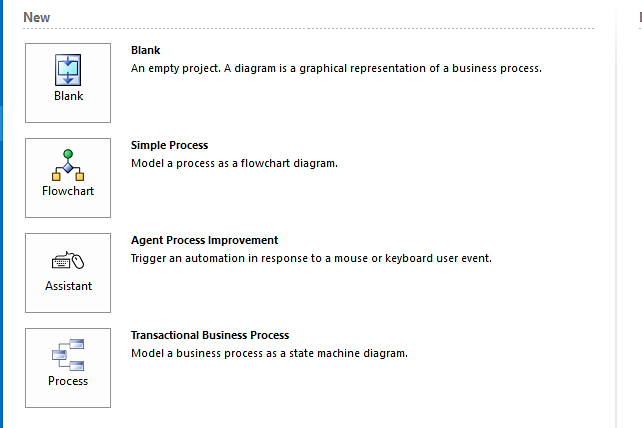 New
Blank
An empty project. A diagram is a graphical representation of a business process.
Blank
Simple Process
Model a process as a flowchart diagram.
Flowchart
Agent Process Improvement
Trigger an automation in response to a mouse or keyboard user event.
Assistant
Transactional Business Process
Model a business process as a state machine diagram.
Process